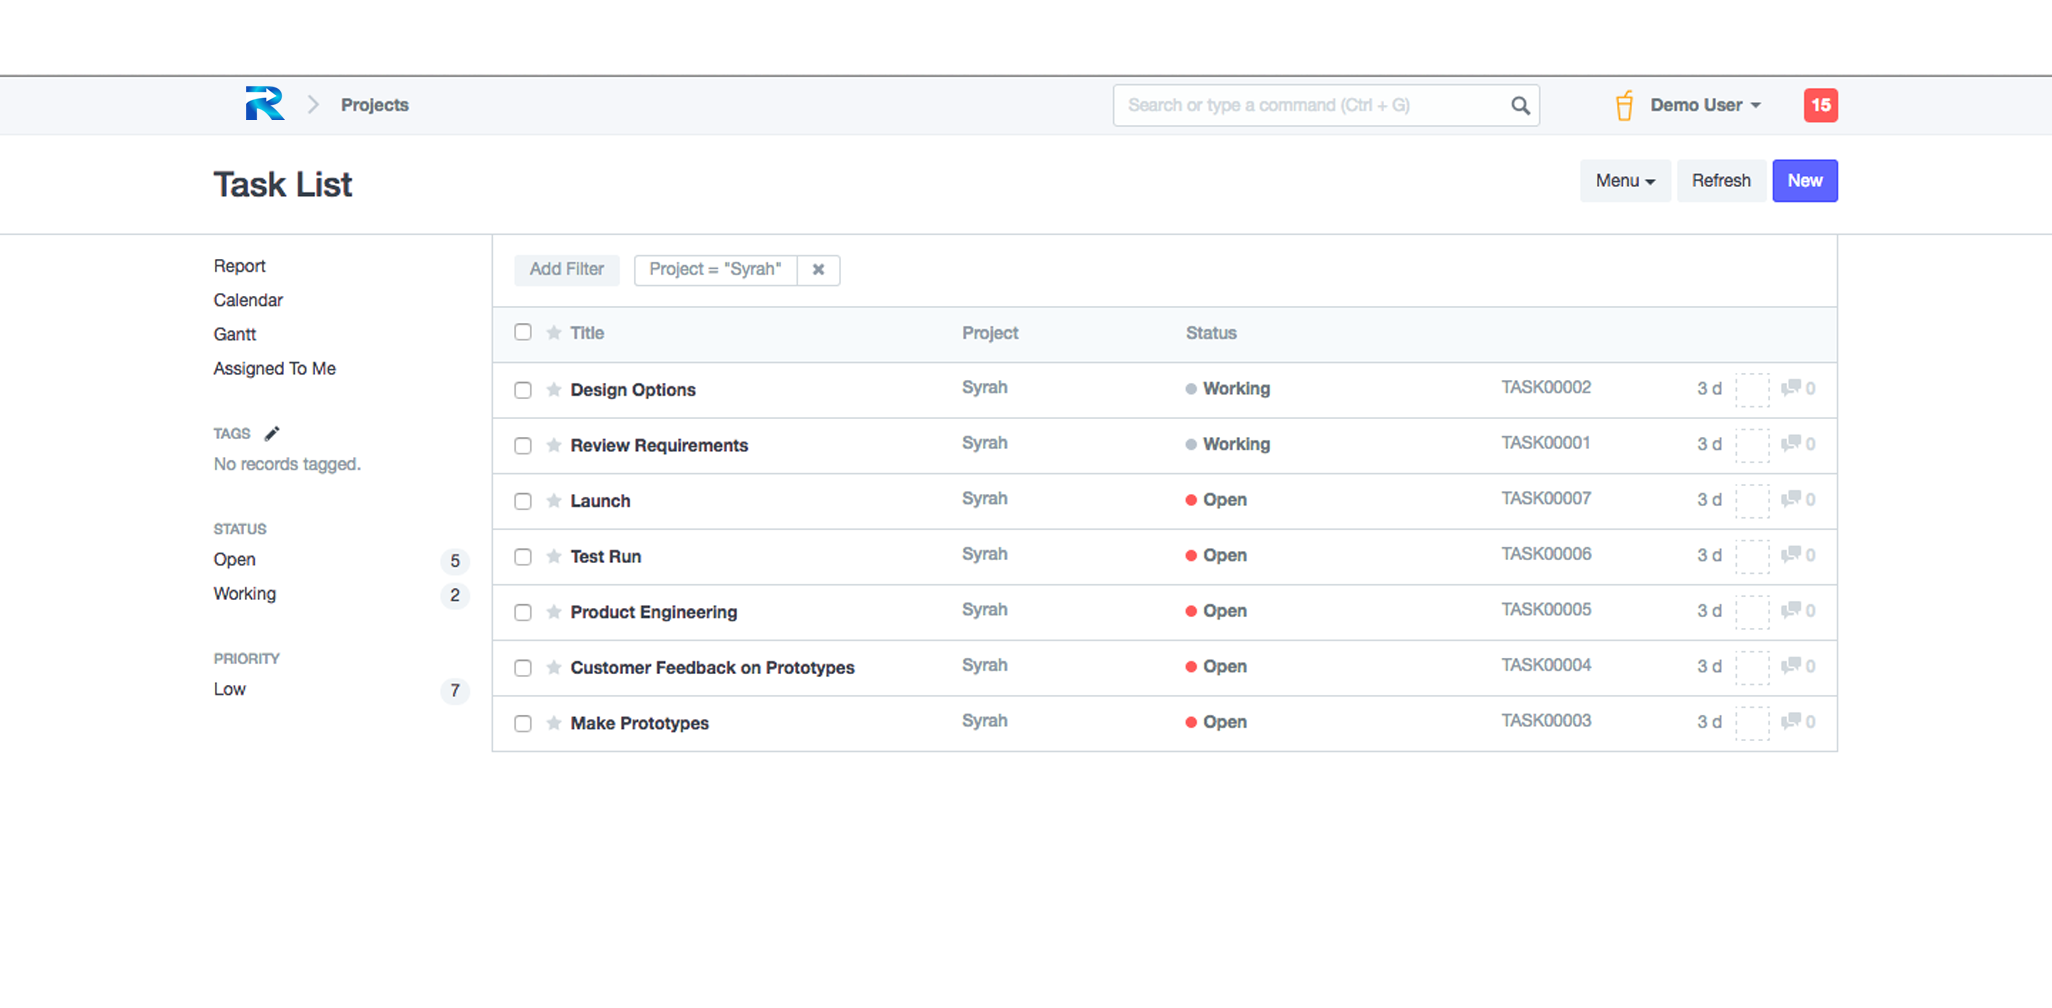 Projects
Search or type a command (Ctrl + G)
Demo User
15
Task List
Menu
Refresh
New
Report
Calendar
Gantt
Assigned To Me
TAGS
No records tagged.
STATUS
Open 5
Working 2
PRIORITY
Low 7
Add Filter
Project = "Syrah"
Title Project Status
Design Options Syrah Working TASK00002 3 d 0
Review Requirements Syrah Working TASK00001 3 d 0
Launch Syrah Open TASK00007 3 d 0
Test Run Syrah Open TASK00006 3 d 0
Product Engineering Syrah Open TASK00005 3 d 0
Customer Feedback on Prototypes Syrah Open TASK00004 3 d 0
Make Prototypes Syrah Open TASK00003 3 d 0